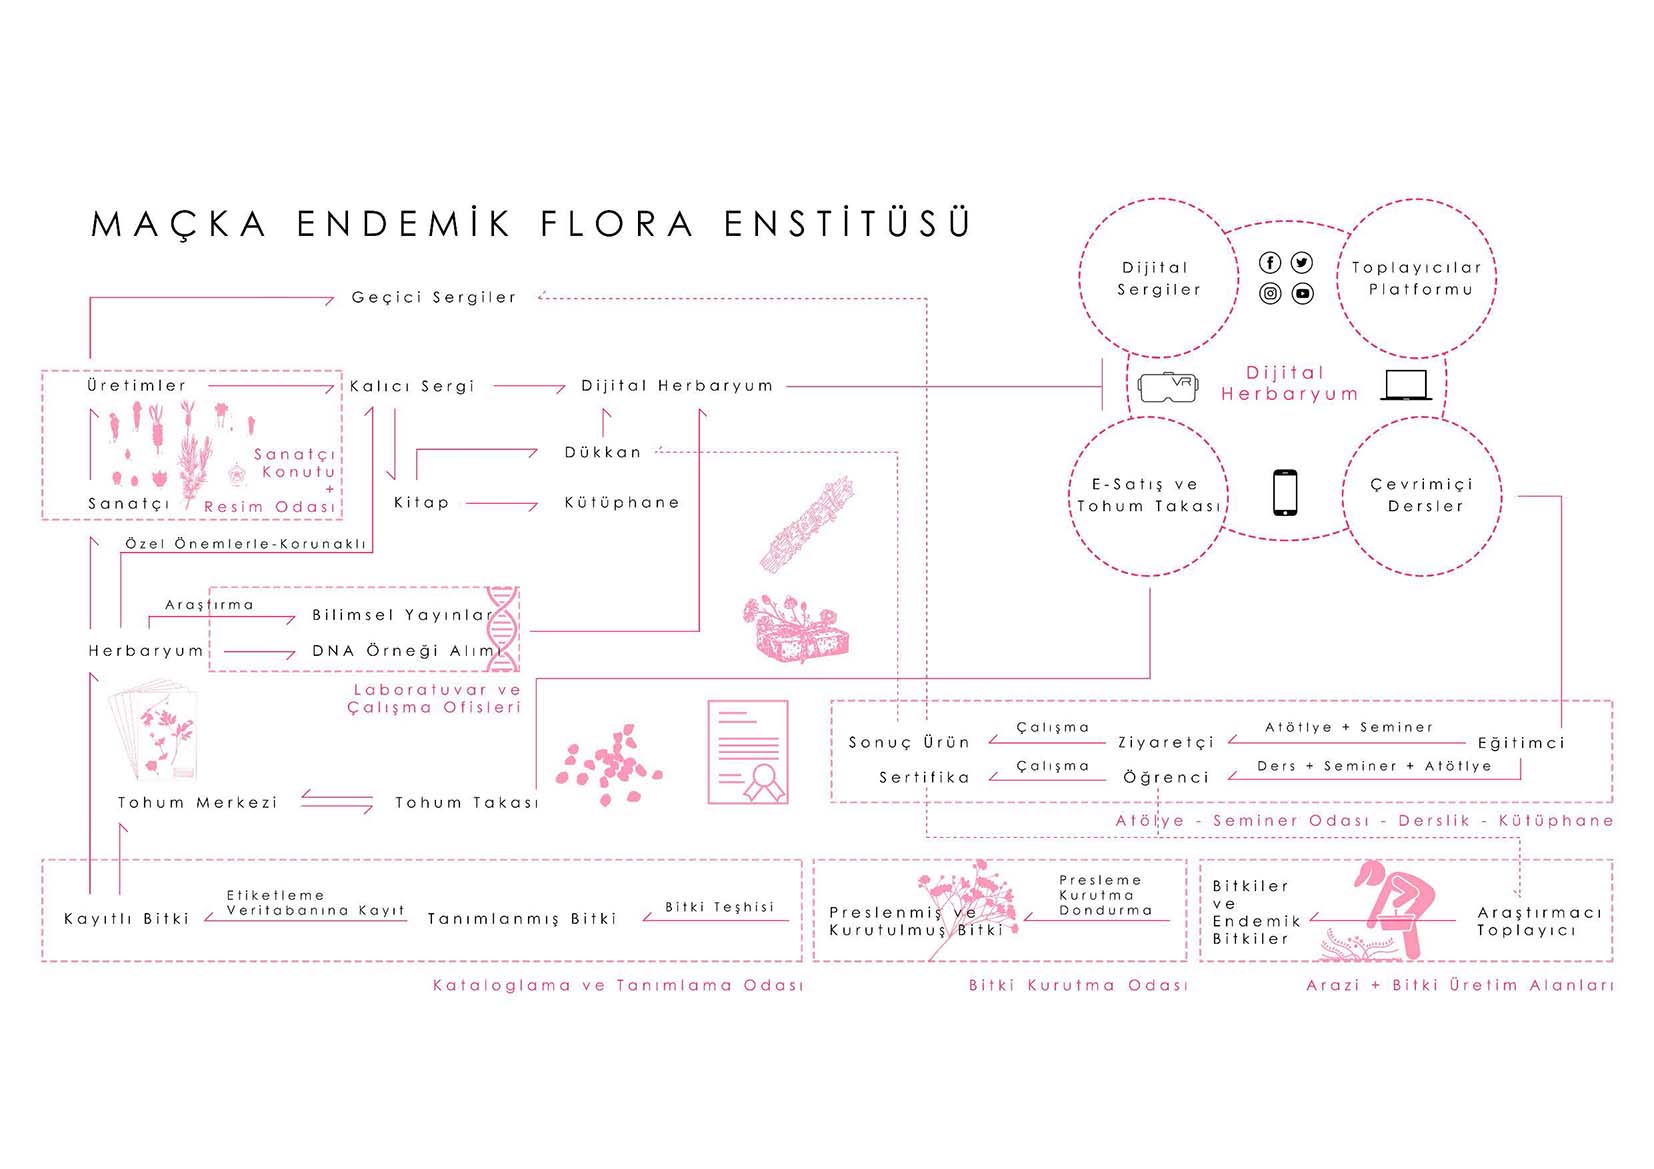 MAÇKA ENDEMİK FLORA ENSTİTÜSÜ
Geçici Sergiler
Üretimler
Kalıcı Sergi
Dijital Herbaryum
Sanatçı
Konutu
+
Resim Odası
Sanatçı
Dükkan
Kitap
Kütüphane
Özel Önemlerle-Korunaklı
Araştırma
Bilimsel Yayınlar
Herbaryum
DNA Örneği Alımı
Laboratuvar ve
Çalışma Ofisleri
Tohum Merkezi
Tohum Takası
Dijital
Sergiler
Toplayıcılar
Platformu
VR
Dijital
Herbaryum
E-Satış ve
Tohum Takası
Çevrimiçi
Dersler
Sonuç Ürün
Çalışma
Ziyaretçi
Atötlye + Seminer
Eğitimci
Sertifika
Çalışma
Öğrenci
Ders + Seminer + Atötlye
Atölye - Seminer Odası - Derslik - Kütüphane
Kayıtlı Bitki
Etiketleme
Veritabanına Kayıt
Tanımlanmış Bitki
Bitki Teşhisi
Kataloglama ve Tanımlama Odası
Preslenmiş ve
Kurutulmuş Bitki
Presleme
Kurutma
Dondurma
Bitki Kurutma Odası
Bitkiler
ve
Endemik
Bitkiler
Araştırmacı
Toplayıcı
Arazi + Bitki Üretim Alanları